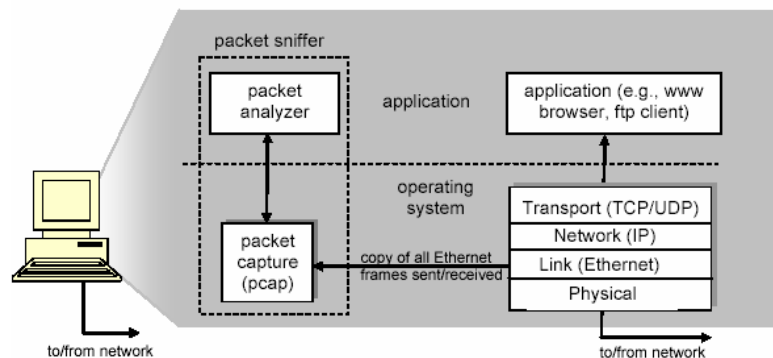 packet sniffer
packet
analyzer
application
application (e.g., www
browser, ftp client)
operating
system
packet
capture
(pcap)
copy of all Ethernet
frames sent/received
Transport (TCP/UDP)
Network (IP)
Link (Ethernet)
Physical
to/from network
to/from network